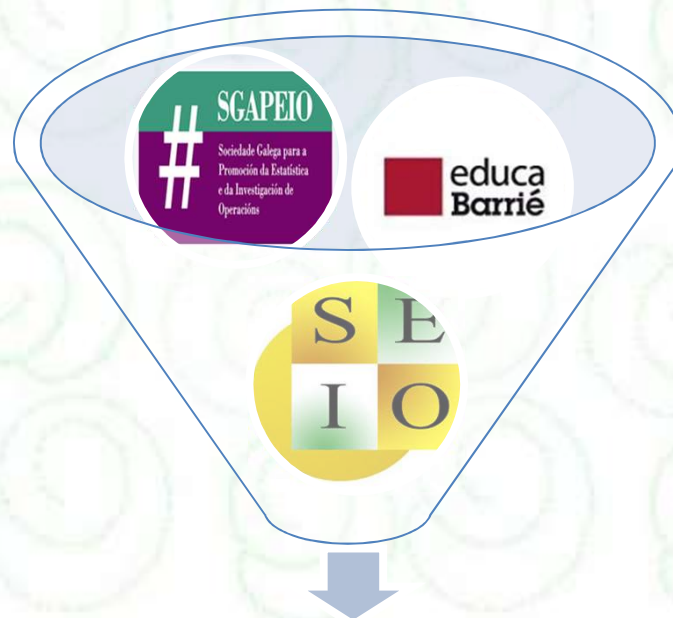 #
SGAPEIO
Sociedade Galega para a
Promoción da Estatística
e da Investigación de
Operacións
educa
Barrié
S E
I O